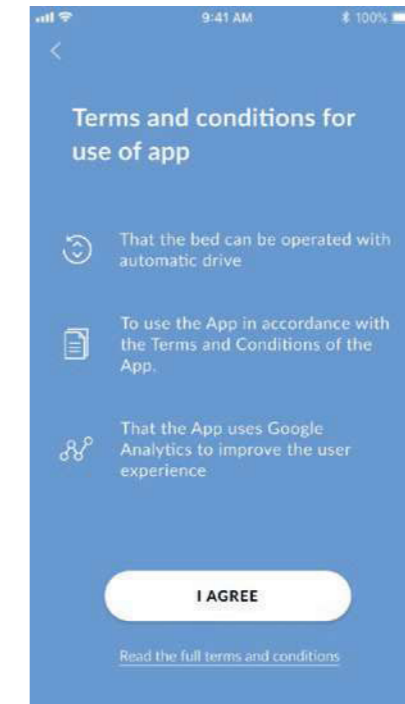 9:41 AM
100%
Terms and conditions for
use of app
That the bed can be operated with
automatic drive
To use the App in accordance with
the Terms and Conditions of the
App.
That the App uses Google
Analytics to improve the user
experience
I AGREE
Read the full terms and conditions